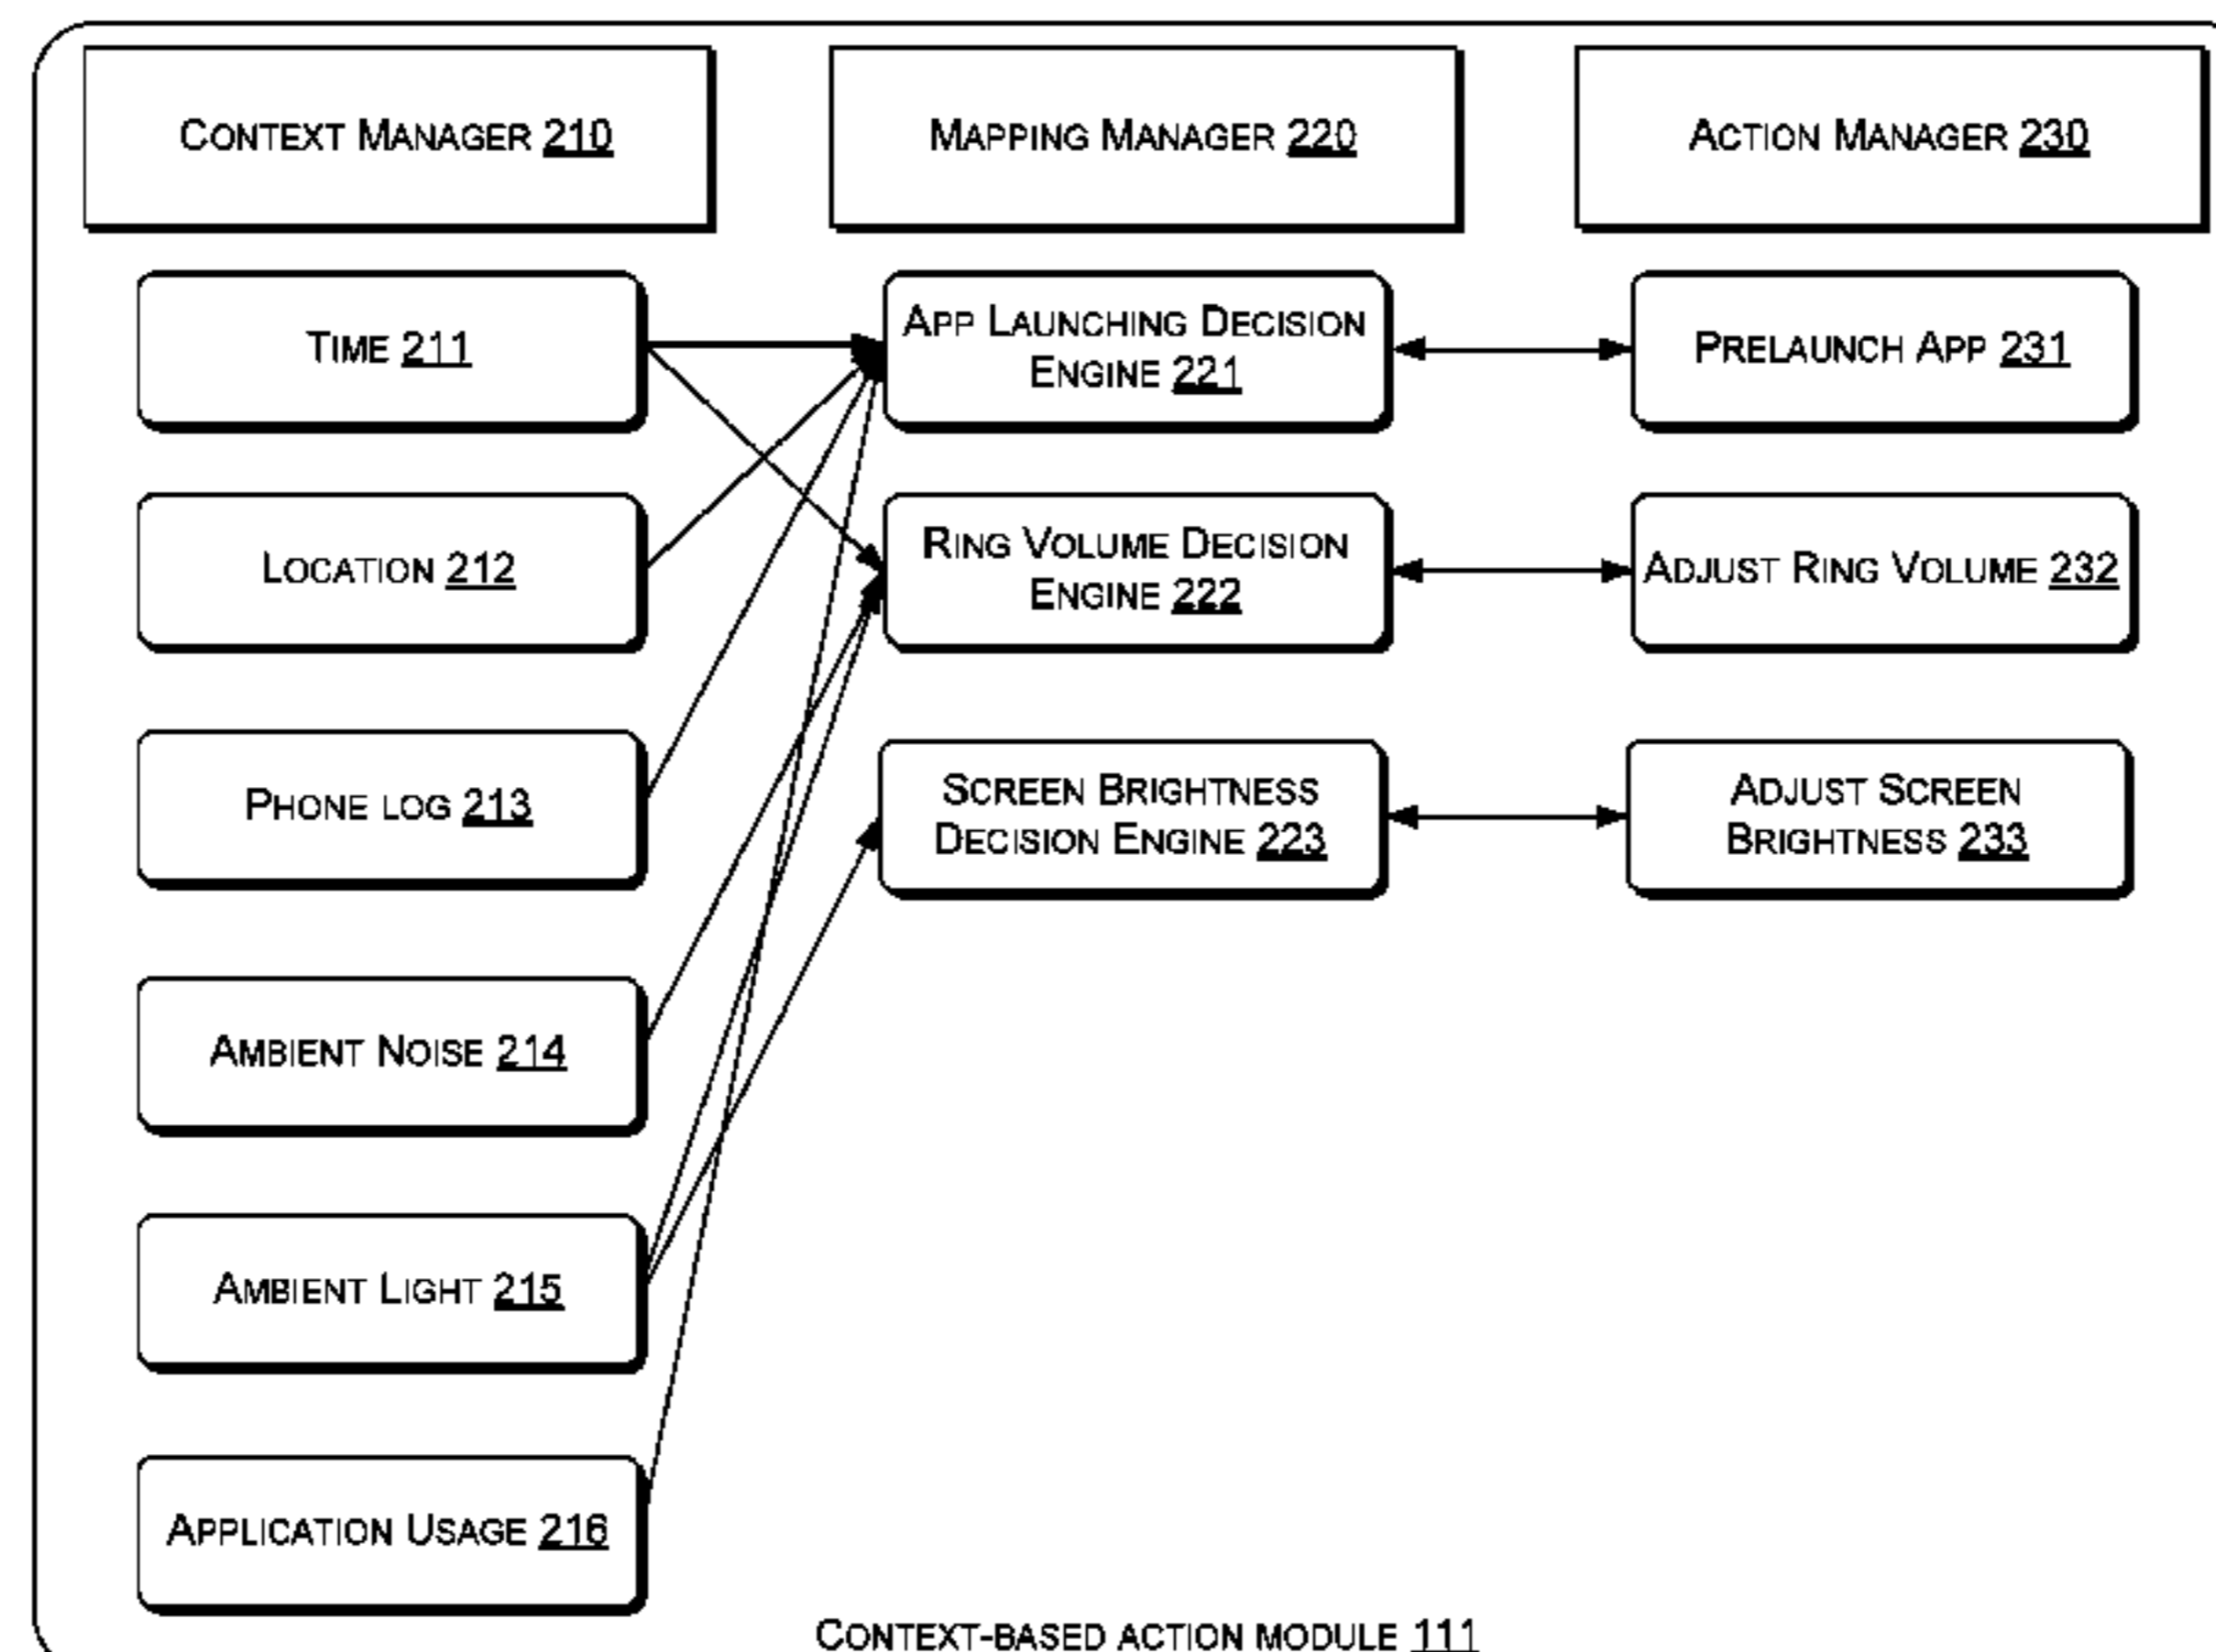 CONTEXT MANAGER 210
MAPPING MANAGER 220
ACTION MANAGER 230
TIME 211
APP LAUNCHING DECISION
ENGINE 221
PRELAUNCH APP 231
LOCATION 212
RING VOLUME DECISION
ENGINE 222
ADJUST RING VOLUME 232
PHONE LOG 213
SCREEN BRIGHTNESS
DECISION ENGINE 223
ADJUST SCREEN
BRIGHTNESS 233
AMBIENT NOISE 214
AMBIENT LIGHT 215
APPLICATION USAGE 216
CONTEXT-BASED ACTION MODULE 111